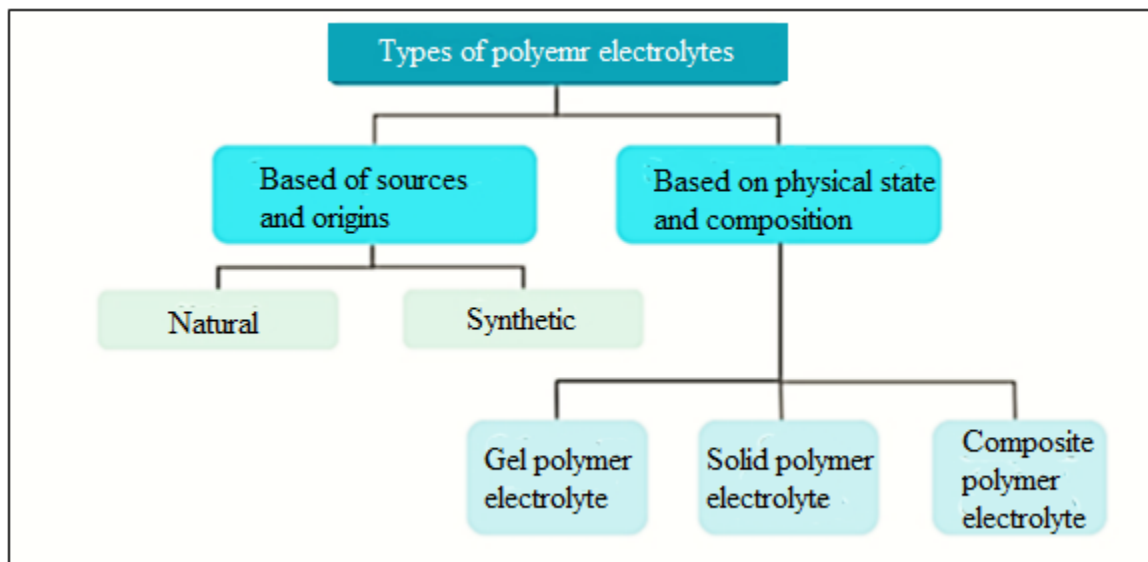 Types of polyemr electrolytes
Based of sources
and origins
Based on physical state
and composition
Natural
Synthetic
Gel polymer
electrolyte
Solid polymer
electrolyte
Composite
polymer
electrolyte